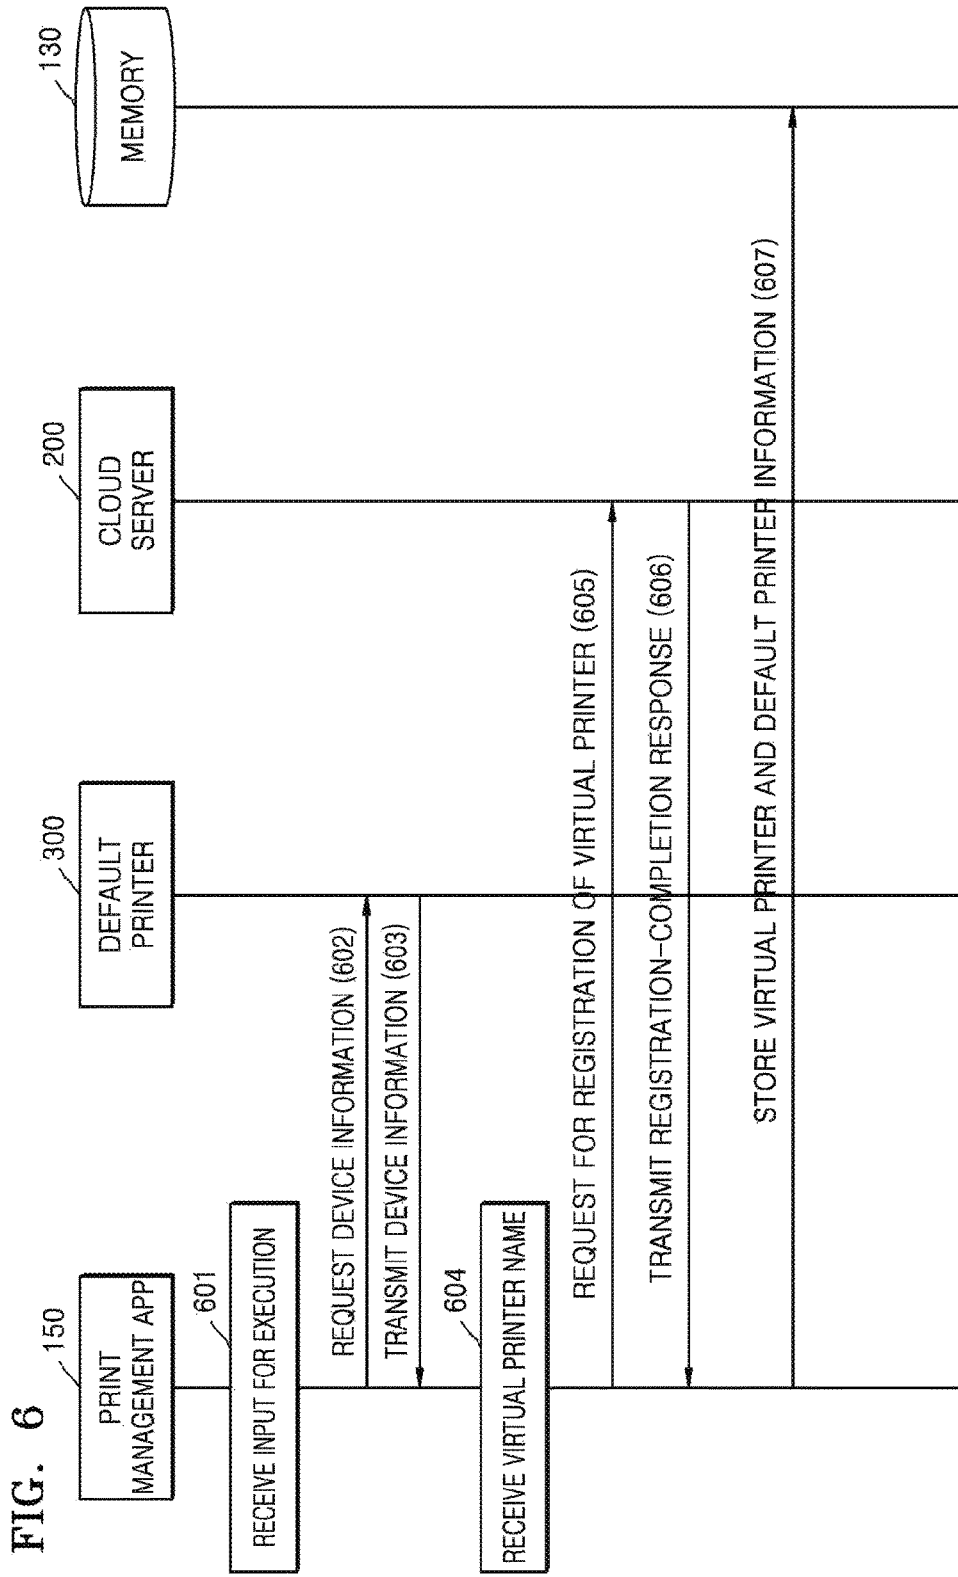 FIG. 6
150
PRINT
MANAGEMENT APP
300
DEFAULT
PRINTER
200
CLOUD
SERVER
130
MEMORY
601
RECEIVE INPUT FOR EXECUTION
REQUEST DEVICE INFORMATION (602)
TRANSMIT DEVICE INFORMATION (603)
604
RECEIVE VIRTUAL PRINTER NAME
REQUEST FOR REGISTRATION OF VIRTUAL PRINTER (605)
TRANSMIT REGISTRATION-COMPLETION RESPONSE (606)
STORE VIRTUAL PRINTER AND DEFAULT PRINTER INFORMATION (607)